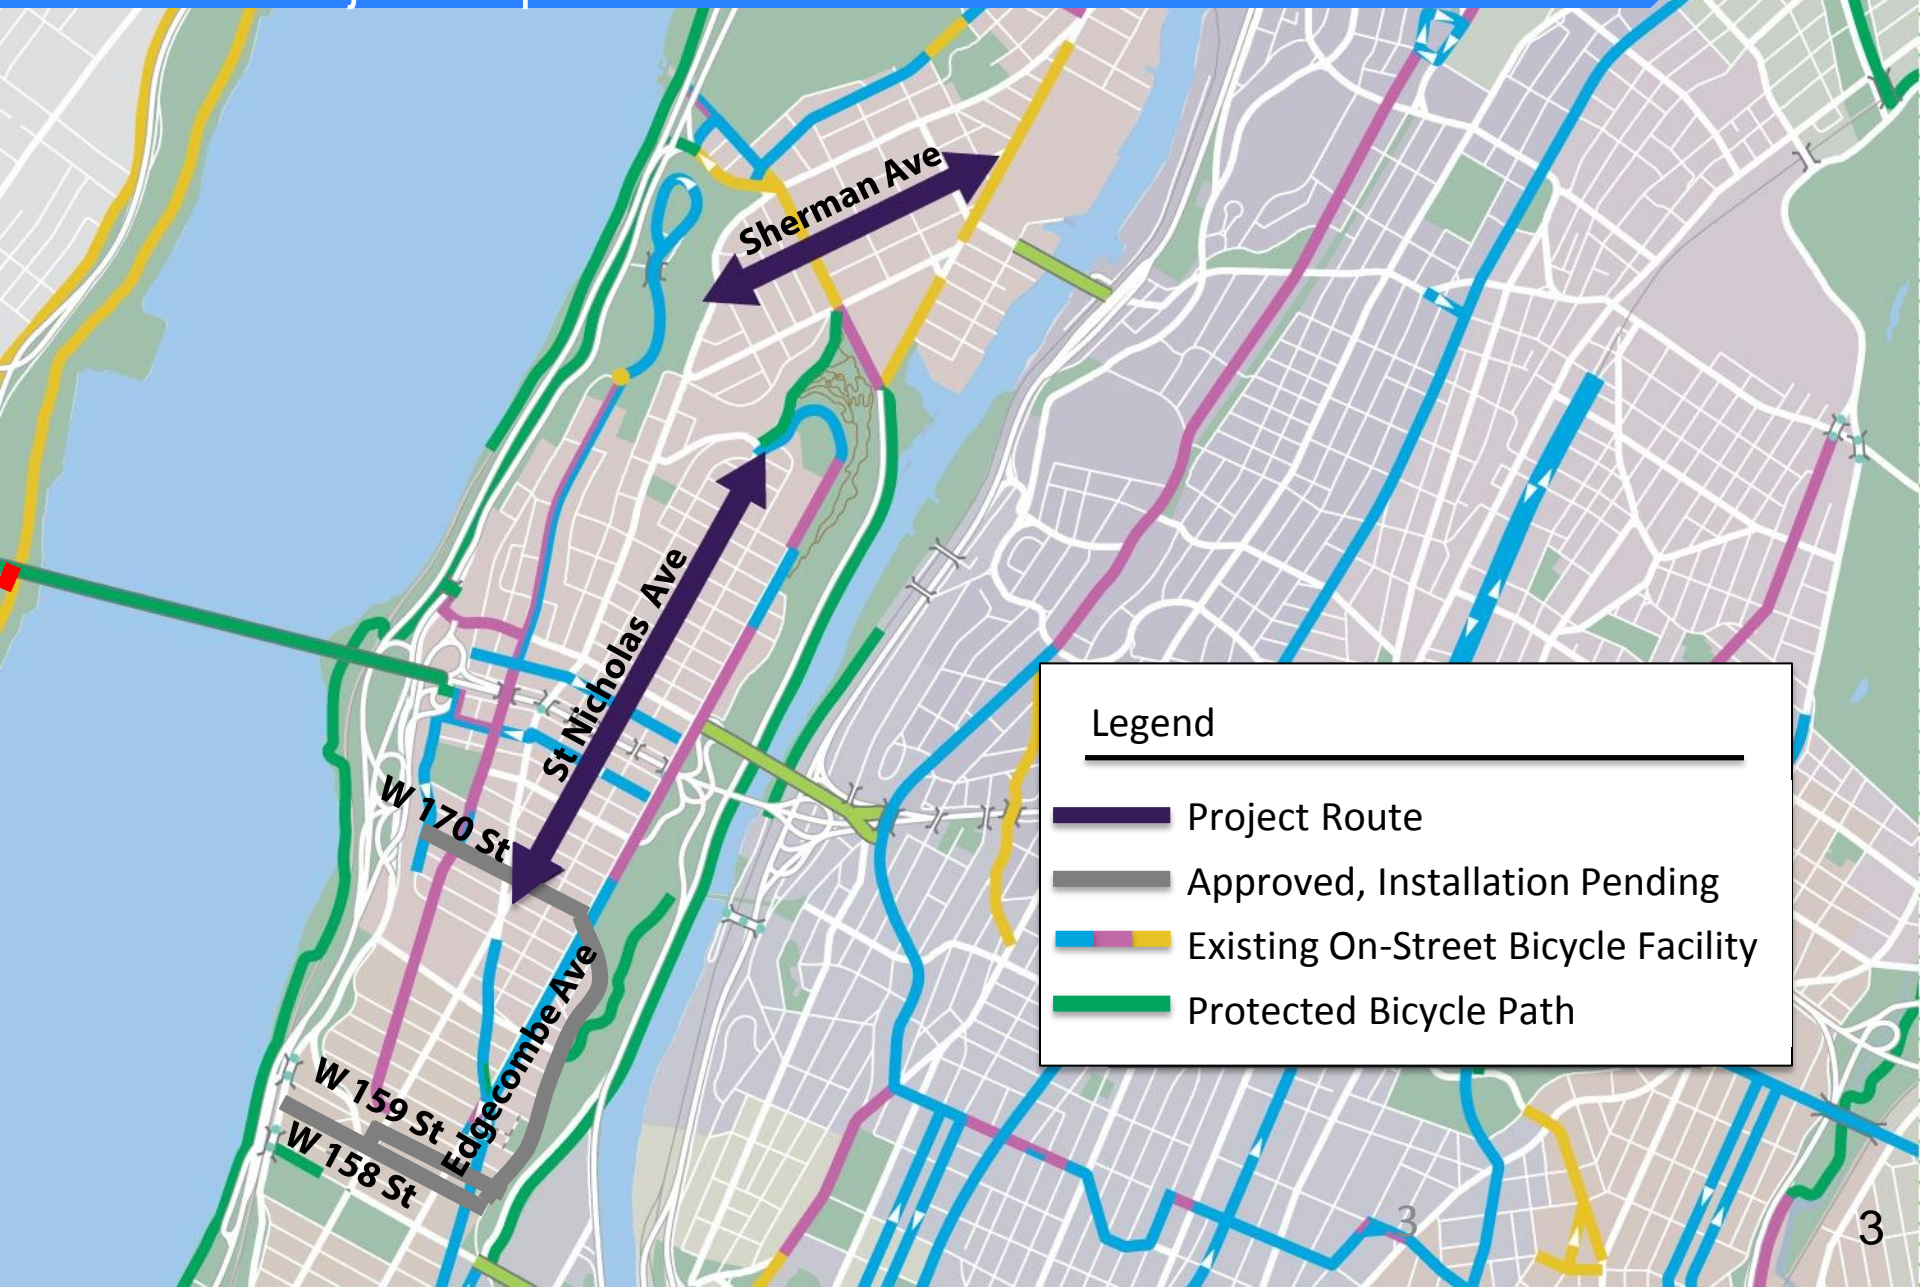 Sherman Ave
St Nicholas Ave
W 170 St
Edgecombe Ave
W 159 St
W 158 St
Legend
Project Route
Approved, Installation Pending
Existing On-Street Bicycle Facility
Protected Bicycle Path
3
3